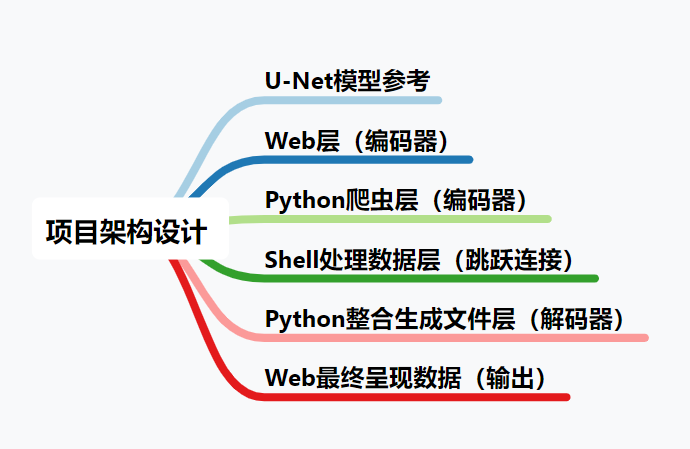 U-Net模型参考
Web层（编码器）
Python爬虫层（编码器）
项目架构设计
Shell处理数据层（跳跃连接）
Python整合生成文件层（解码器）
Web最终呈现数据（输出）